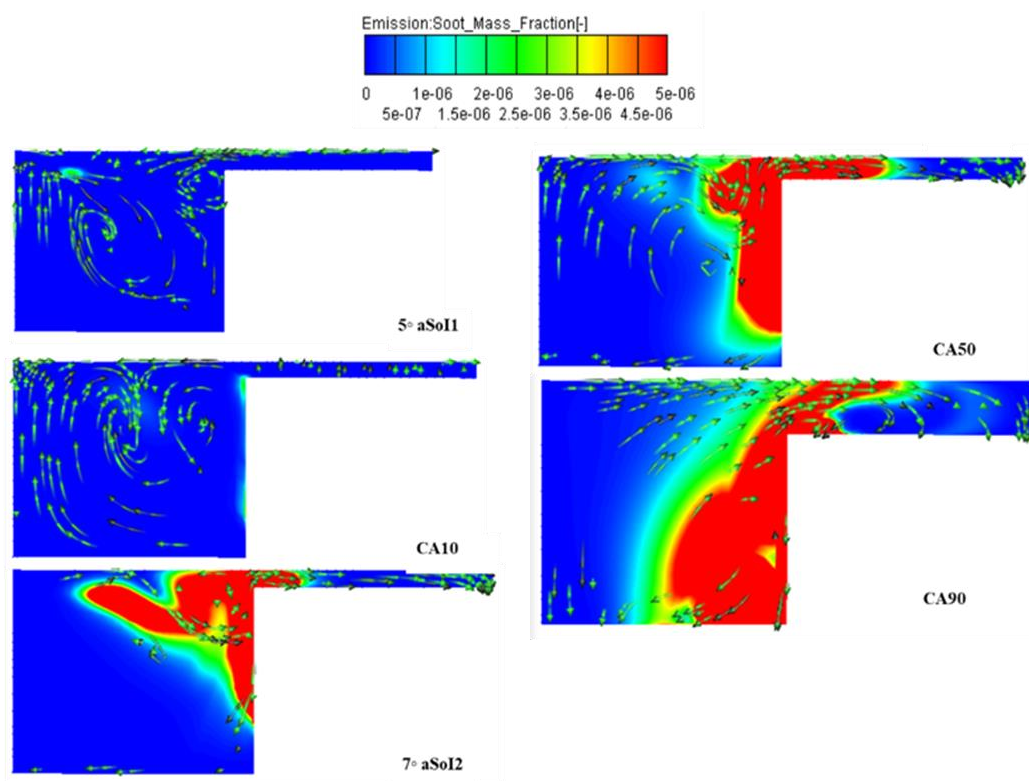 Emission:Soot_Mass_Fraction[-]
0 1e-06 2e-06 3e-06 4e-06 5e-06
5e-07 1.5e-06 2.5e-06 3.5e-06 4.5e-06
5◦ aSoI1
CA10
7◦ aSoI2
CA50
CA90